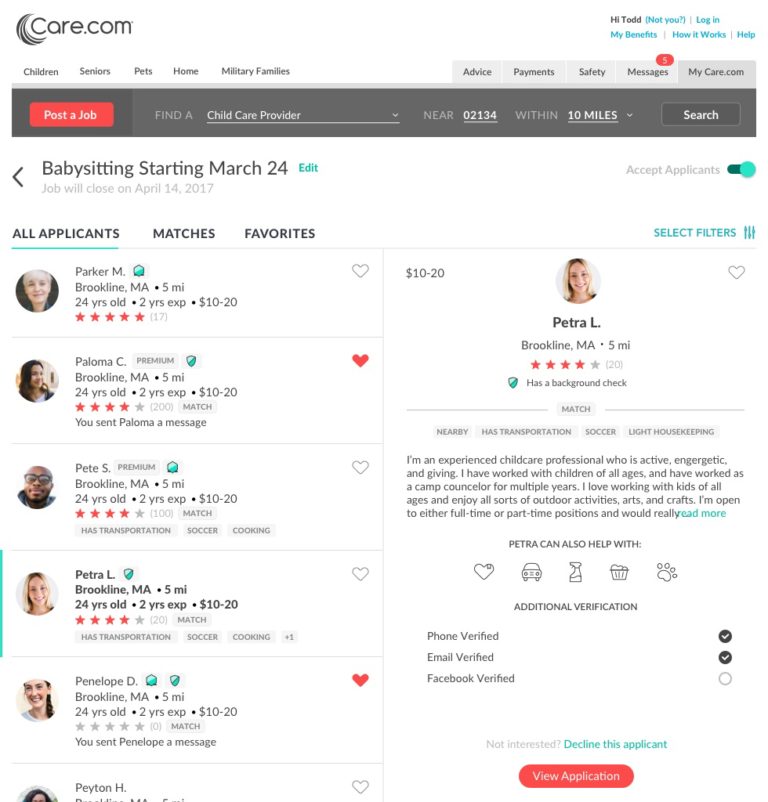 Care.com
Hi Todd (Not you?) | Log in
My Benefits | How it Works | Help
Children Seniors Pets Home Military Families
Advice Payments Safety Messages 5 My Care.com
Post a Job FIND A Child Care Provider NEAR 02134 WITHIN 10 MILES Search
Babysitting Starting March 24 Edit
Job will close on April 14, 2017
Accept Applicants
ALL APPLICANTS MATCHES FAVORITES
SELECT FILTERS
Parker M.
Brookline, MA • 5 mi
24 yrs old • 2 yrs exp • $10-20
(17)
Paloma C. PREMIUM
Brookline, MA • 5 mi
24 yrs old • 2 yrs exp • $10-20
(200) MATCH
You sent Paloma a message
Pete S. PREMIUM
Brookline, MA • 5 mi
24 yrs old • 2 yrs exp • $10-20
(100) MATCH
HAS TRANSPORTATION SOCCER COOKING
Petra L.
Brookline, MA • 5 mi
24 yrs old • 2 yrs exp • $10-20
(20) MATCH
HAS TRANSPORTATION SOCCER COOKING +1
Penelope D.
Brookline, MA • 5 mi
24 yrs old • 2 yrs exp • $10-20
(0) MATCH
You sent Penelope a message
Peyton H.
Brookline, MA • 5 mi
$10-20
Petra L.
Brookline, MA • 5 mi
(20)
Has a background check
MATCH
NEARBY HAS TRANSPORTATION SOCCER LIGHT HOUSEKEEPING
I'm an experienced childcare professional who is active, engergetic,
and giving. I have worked with children of all ages, and have worked as
a camp councelor for multiple years. I love working with kids of all
ages and enjoy all sorts of outdoor activities, arts, and crafts. I'm open
to either full-time or part-time positions and would really... read more
PETRA CAN ALSO HELP WITH:
ADDITIONAL VERIFICATION
Phone Verified
Email Verified
Facebook Verified
Not interested? Decline this applicant
View Application